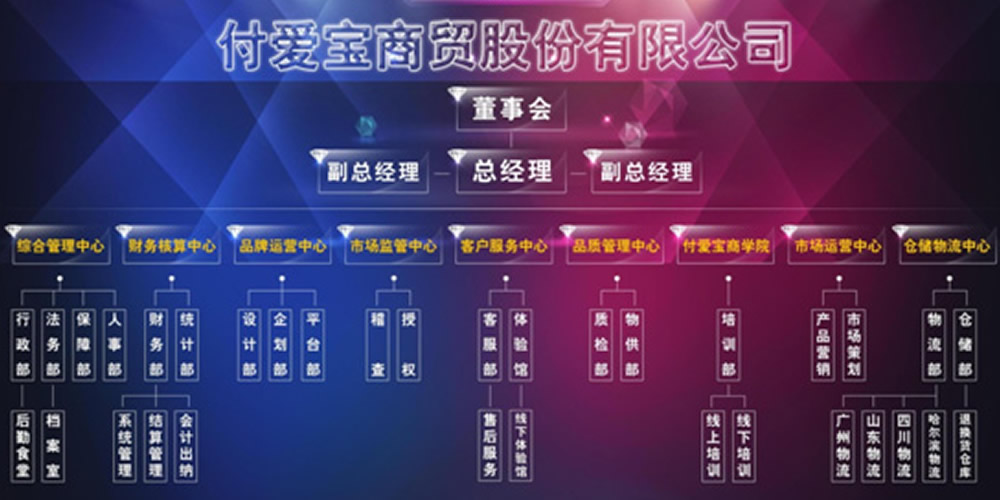 付爱宝商贸股份有限公司
董事会
副总经理
总经理
副总经理
综合管理中心
财务核算中心
品牌运营中心
市场监管中心
客户服务中心
品质管理中心
付爱宝商学院
市场运营中心
仓储物流中心
行政部
法务部
保障部
人事部
财务部
统计部
设计部
企划部
平台部
稽查
授权
客服部
体验馆
质检部
物供部
培训部
产品营销
市场策划
物流部
仓储部
后勤食堂
档案室
系统管理
结算管理
会计出纳
售后服务
线下体验馆
线上培训
线下培训
广州物流
山东物流
四川物流
哈尔滨物流
退换货仓库